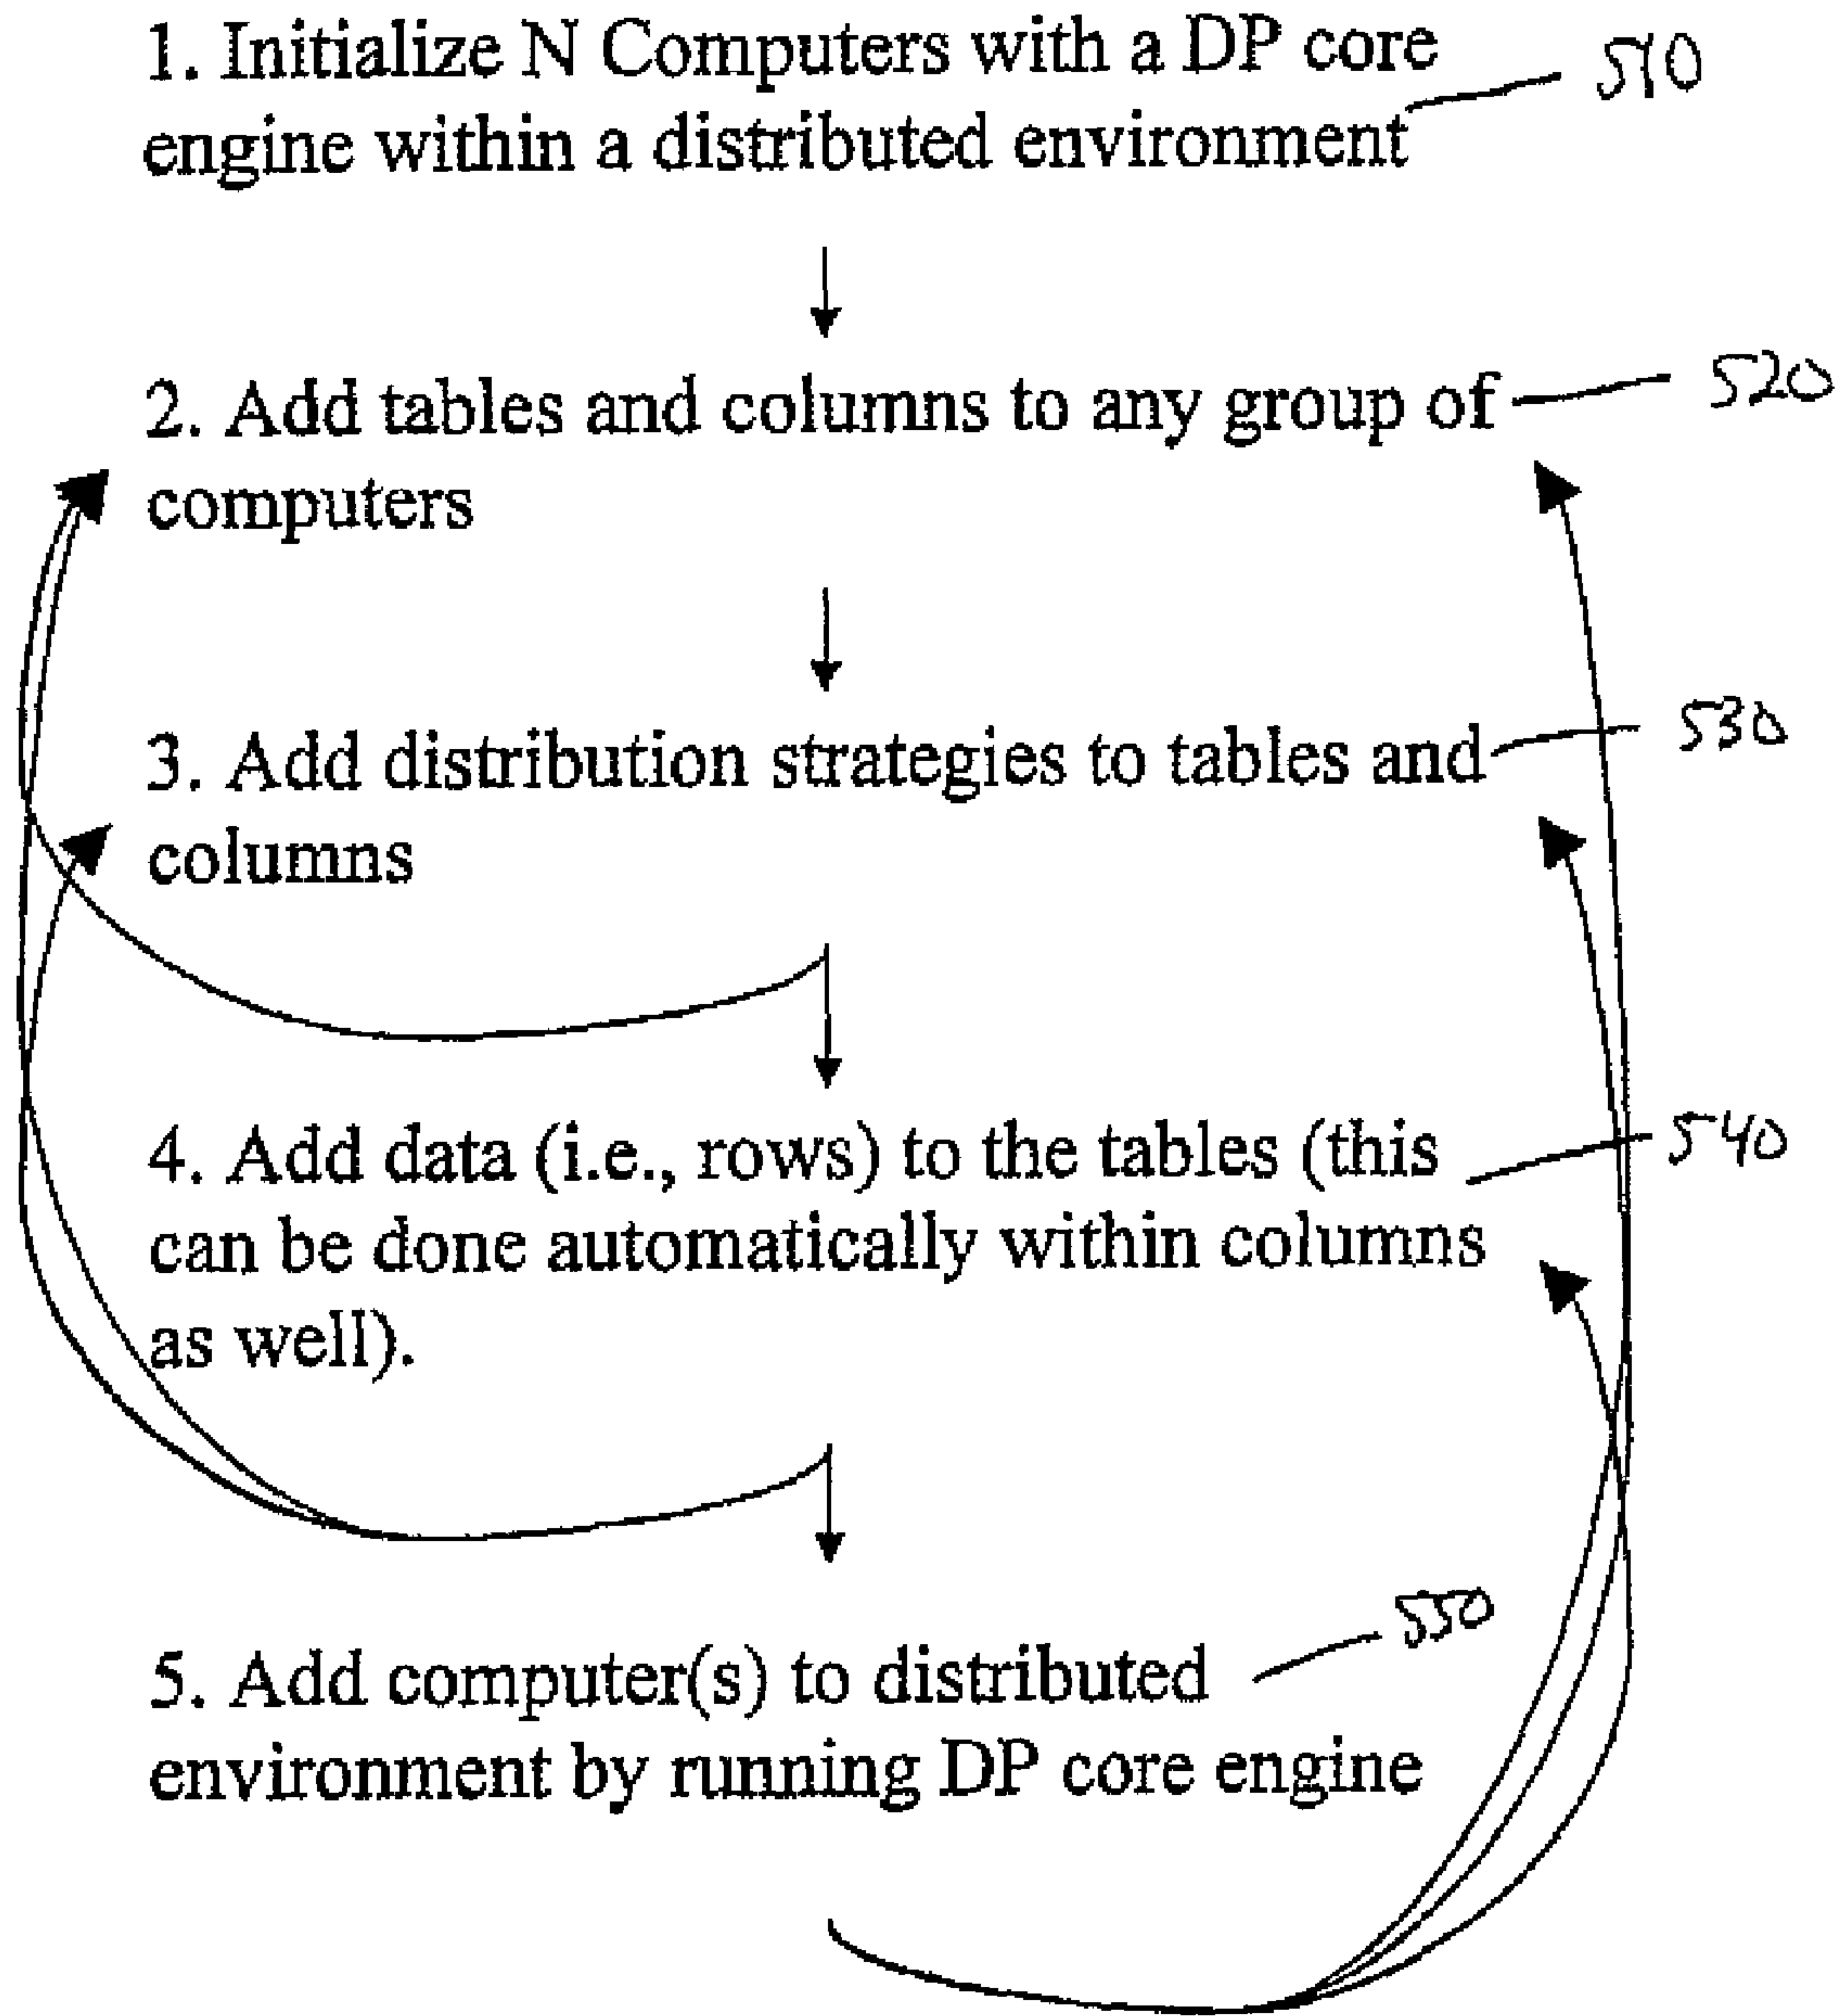 1. Initialize N Computers with a DP core 510
engine within a distributed environment
2. Add tables and columns to any group of 520
computers
3. Add distribution strategies to tables and 530
columns
4. Add data (i.e., rows) to the tables (this 540
can be done automatically within columns
as well).
550
5. Add computer(s) to distributed
environment by running DP core engine